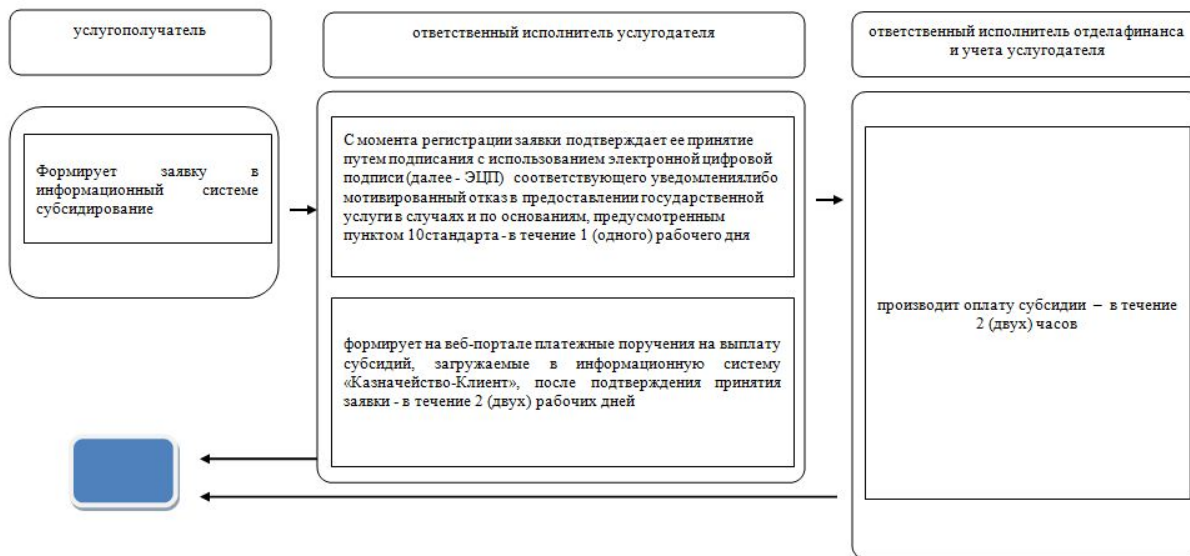 услугополучатель
ответственный исполнитель услугодателя
ответственный исполнитель отделафинанса
и учета услугодателя
Формирует заявку в
информационный системе
субсидирование
С момента регистрации заявки подтверждает ее принятие
путем подписания с использованием электронной цифровой
подписи (далее - ЭЦП) соответствующего уведомлениялибо
мотивированный отказ в предоставлении государственной
услуги в случаях и по основаниям, предусмотренным
пунктом 10стандарта - в течение 1 (одного) рабочего дня
формирует на веб-портале платежные поручения на выплату
субсидий, загружаемые в информационную систему
«Казначейство-Клиент», после подтверждения принятия
заявки - в течение 2 (двух) рабочих дней
производит оплату субсидии – в течение
2 (двух) часов